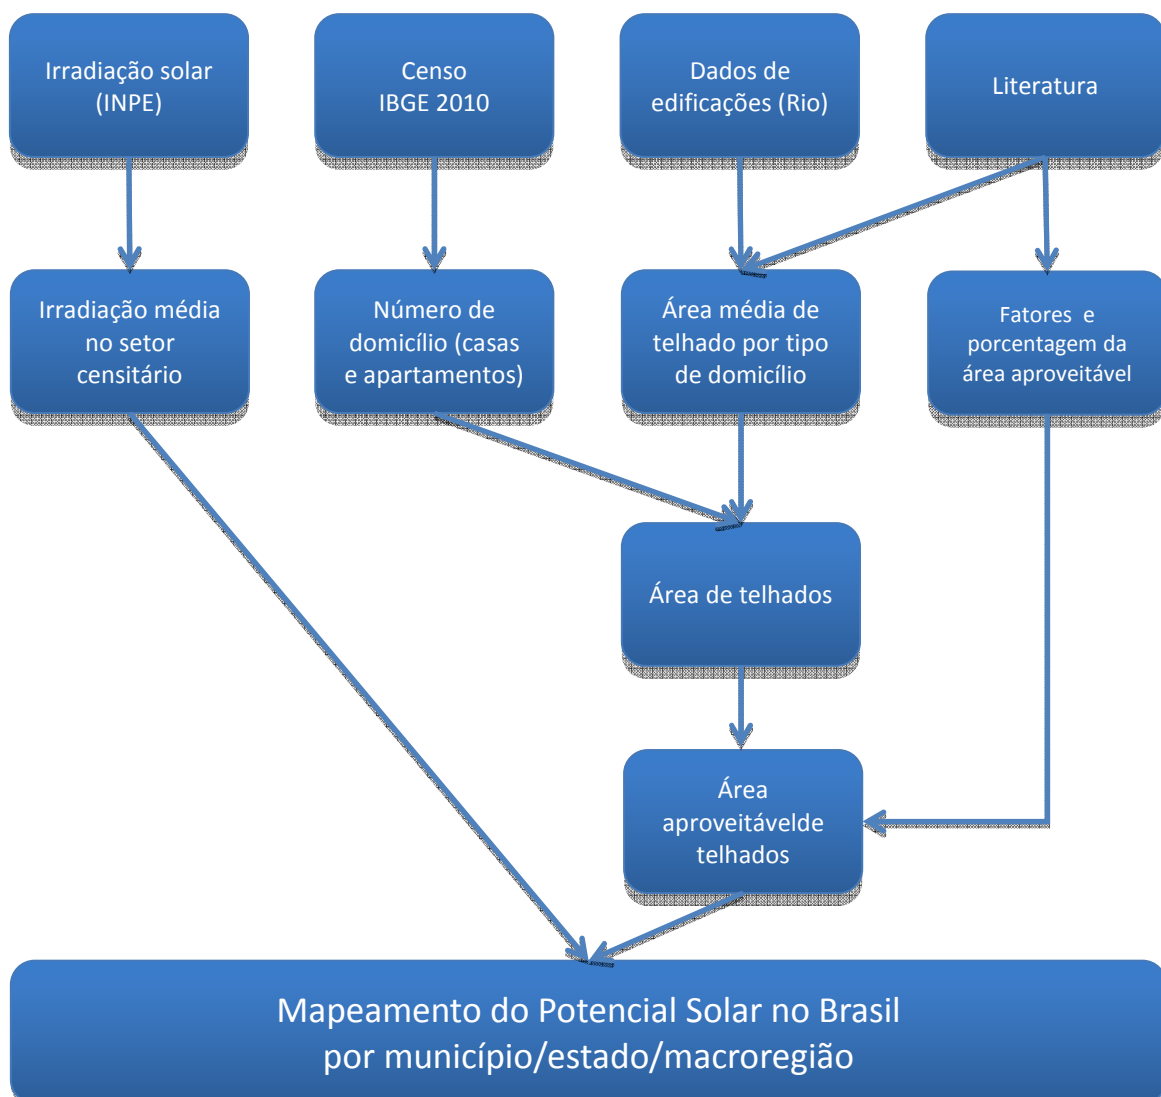 Irradiação solar
(INPE)
Censo
IBGE 2010
Dados de
edificações (Rio)
Literatura
Irradiação média
no setor
censitário
Número de
domicílio (casas
e apartamentos)
Área média de
telhado por tipo
de domicílio
Fatores e
porcentagem da
área aproveitável
Área de telhados
Área
aproveitávelde
telhados
Mapeamento do Potencial Solar no Brasil
por município/estado/macroregião